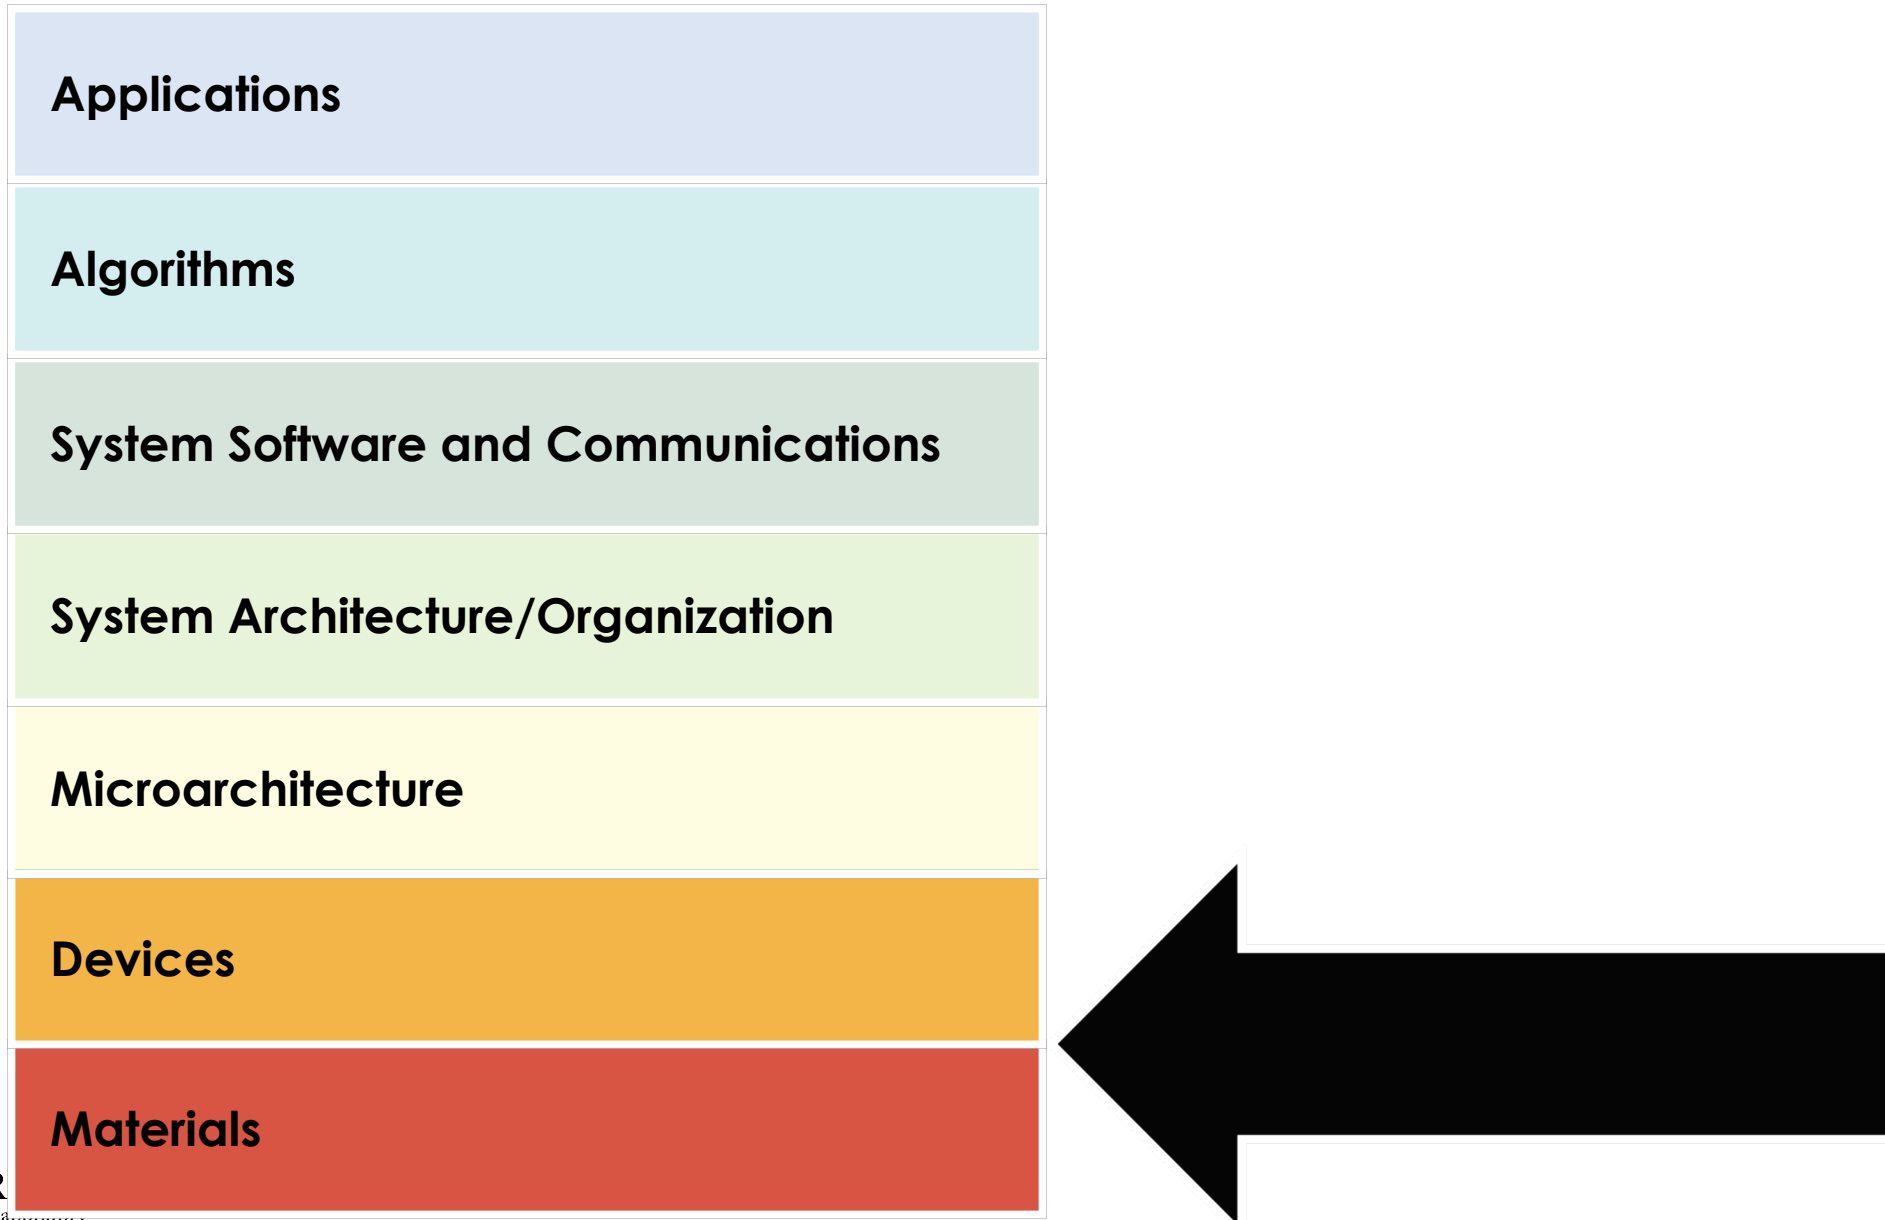 Applications
Algorithms
System Software and Communications
System Architecture/Organization
Microarchitecture
Devices
Materials